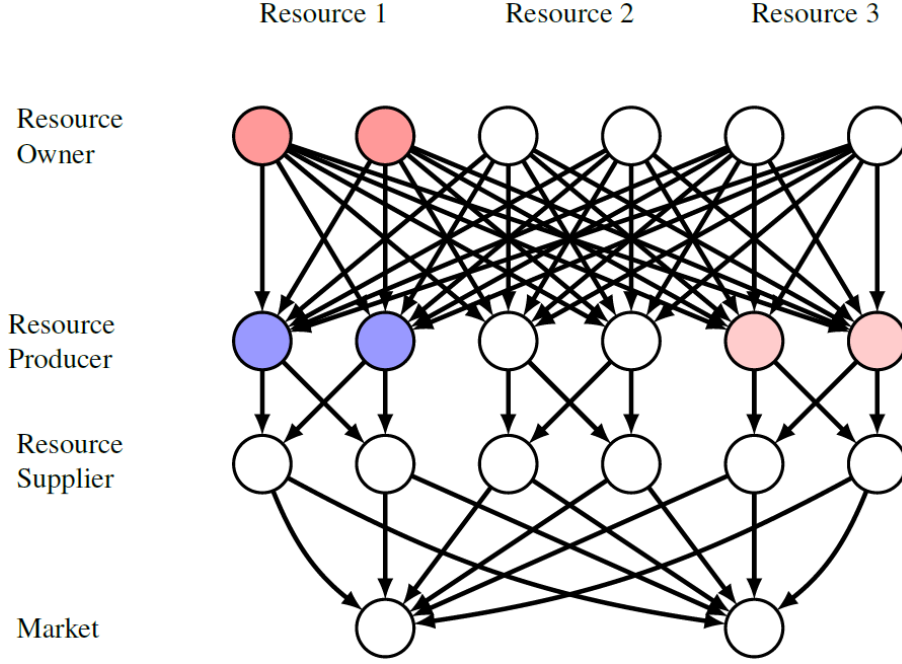 Resource 1
Resource 2
Resource 3
Resource
Owner
Resource
Producer
Resource
Supplier
Market